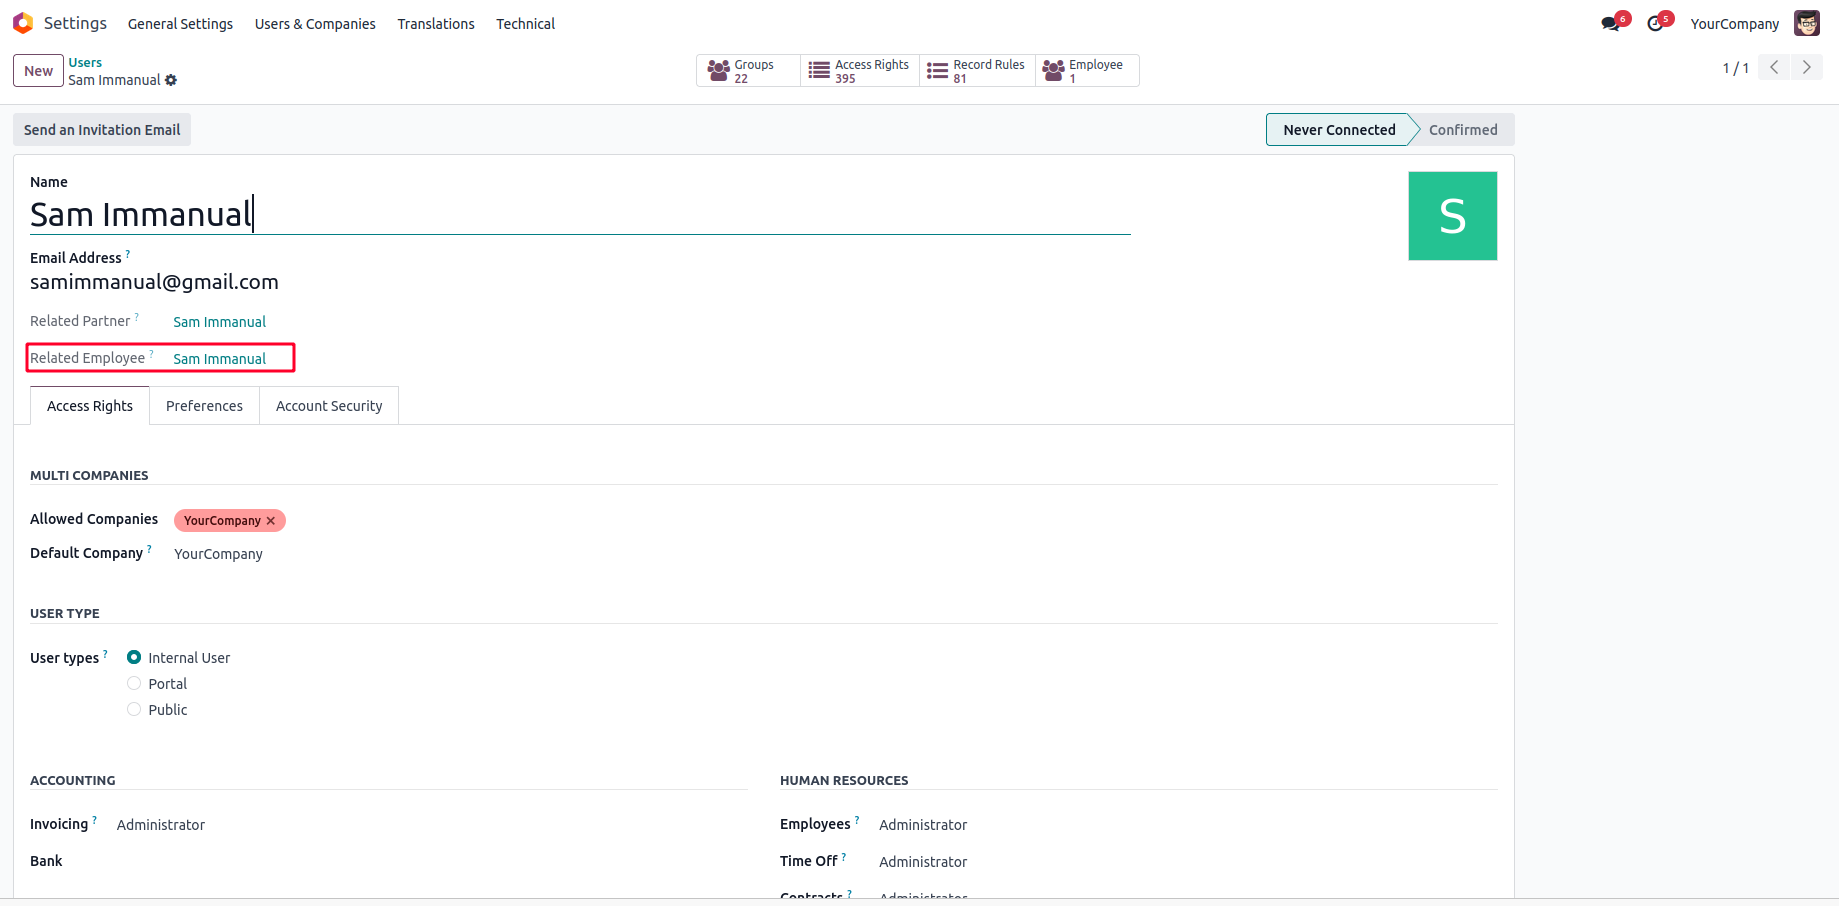 Settings General Settings Users & Companies Translations Technical 6 5 YourCompany
New Users Groups 22 Access Rights 395 Record Rules 81 Employee 1 1 / 1
Sam Immanual
Send an Invitation Email Never Connected Confirmed
Name
Sam Immanual
S
Email Address ?
samimmanual@gmail.com
Related Partner ? Sam Immanual
Related Employee ? Sam Immanual
Access Rights Preferences Account Security
MULTI COMPANIES
Allowed Companies YourCompany ×
Default Company ? YourCompany
USER TYPE
User types ? Internal User
Portal
Public
ACCOUNTING HUMAN RESOURCES
Invoicing ? Administrator Employees ? Administrator
Bank Time Off ? Administrator
Contracts ? Administrator